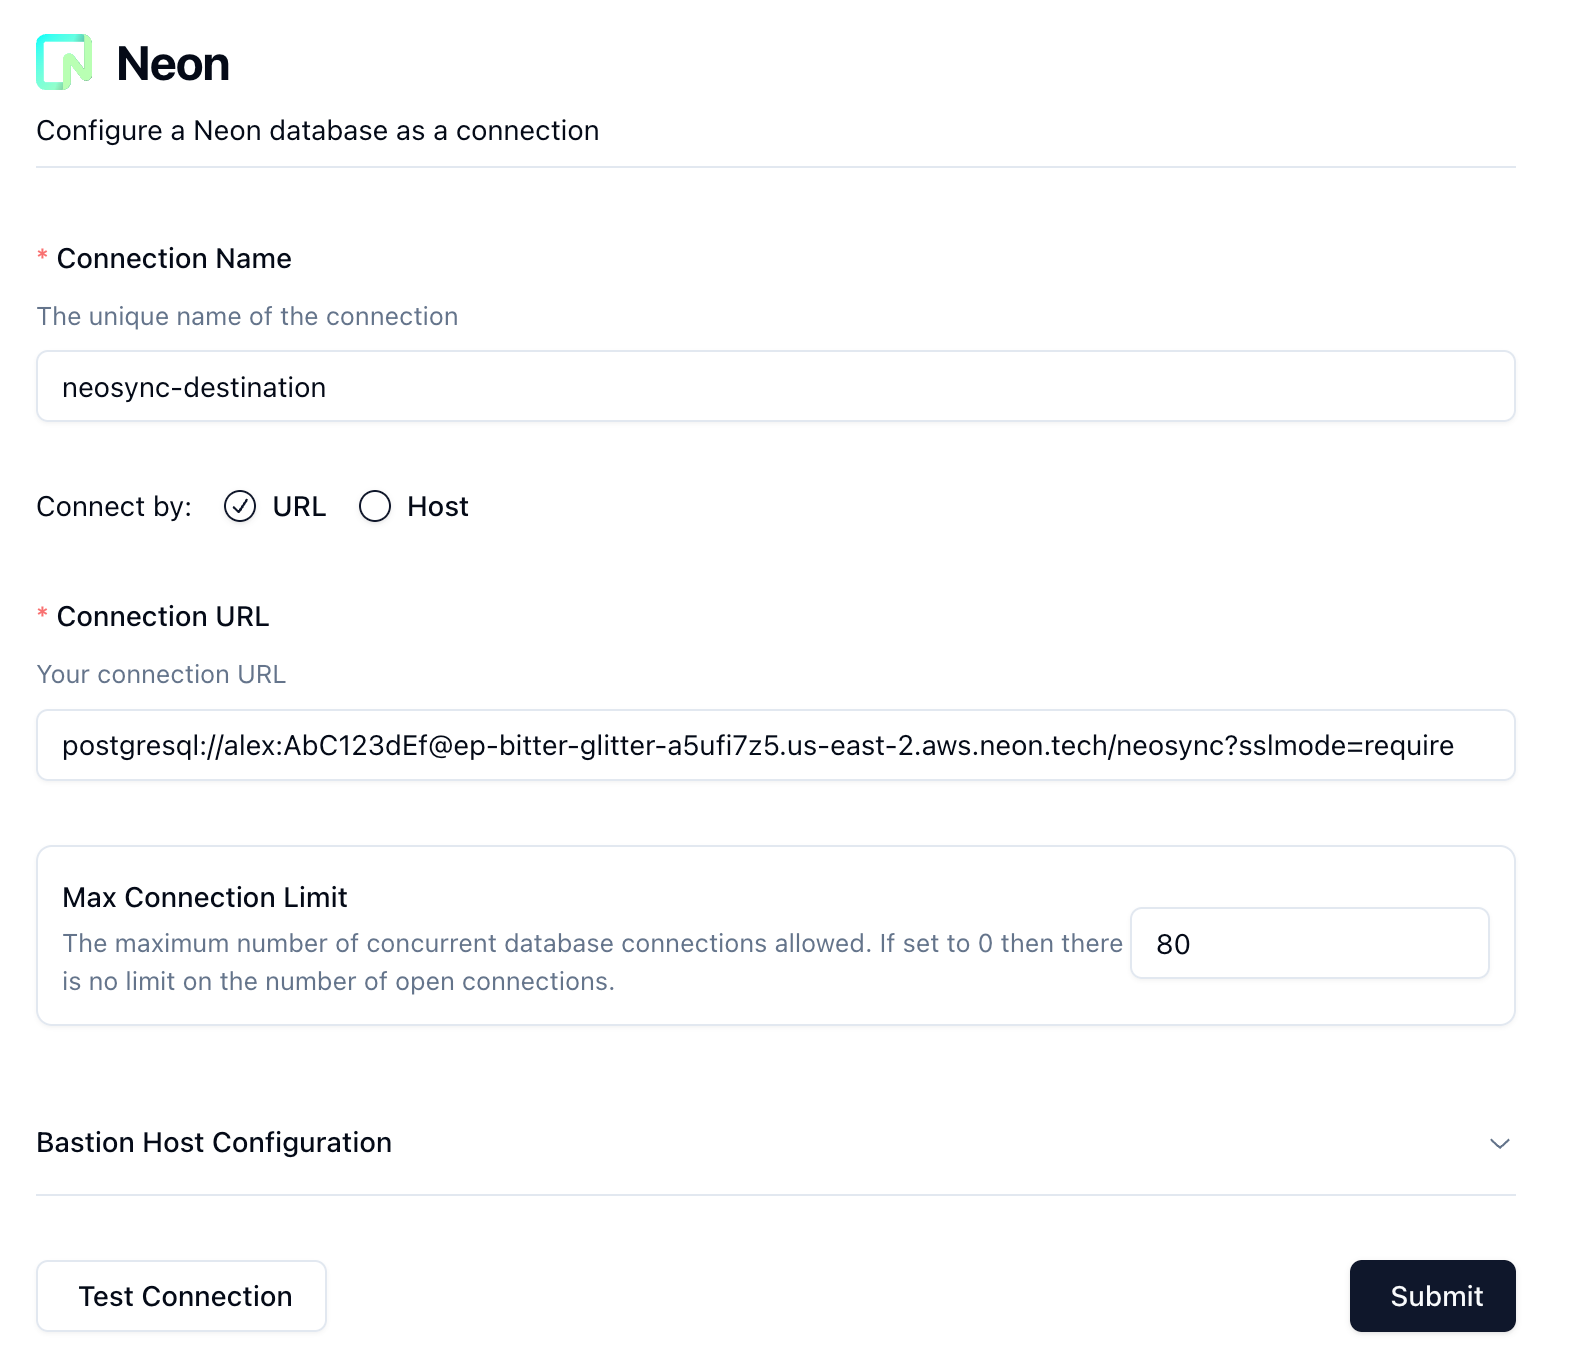 Neon
Configure a Neon database as a connection
* Connection Name
The unique name of the connection
neosync-destination
Connect by: URL Host
* Connection URL
Your connection URL
postgresql://alex:AbC123dEf@ep-bitter-glitter-a5ufi7z5.us-east-2.aws.neon.tech/neosync?sslmode=require
Max Connection Limit
The maximum number of concurrent database connections allowed. If set to 0 then there
is no limit on the number of open connections.
80
Bastion Host Configuration
Test Connection
Submit